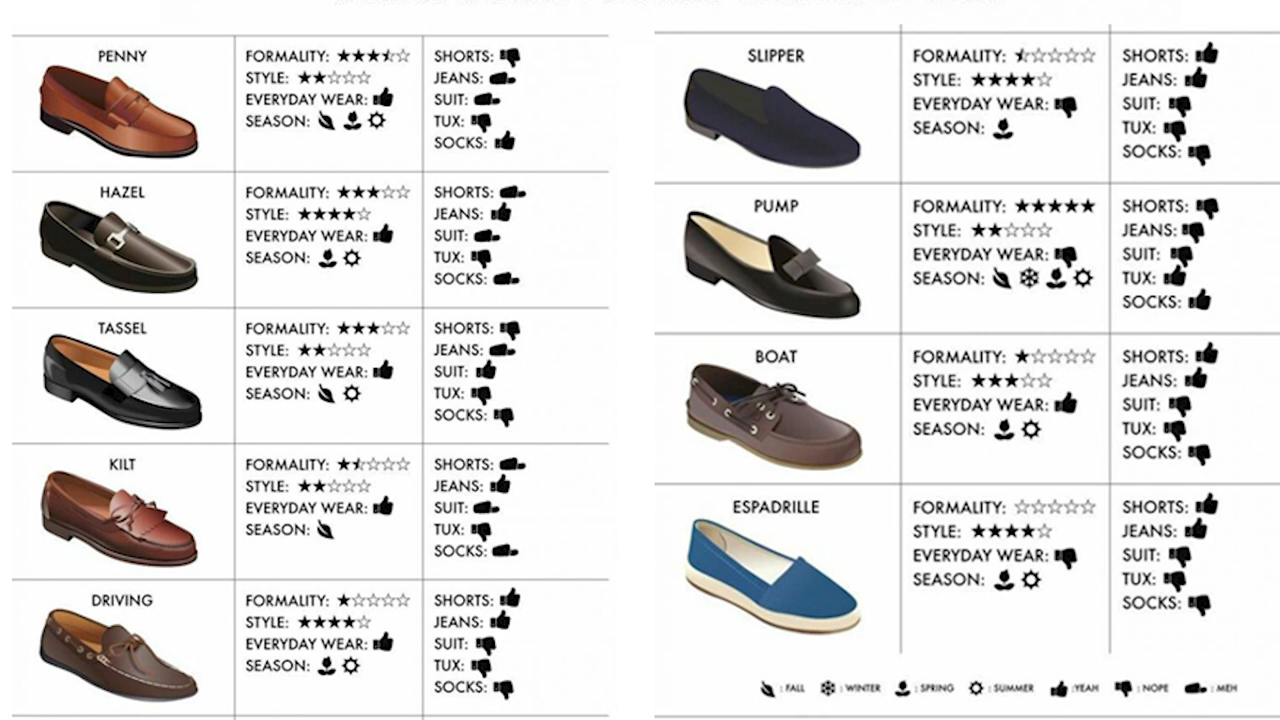 PENNY
FORMALITY:
STYLE:
EVERYDAY WEAR:
SEASON:
SHORTS:
JEANS:
SUIT:
TUX:
SOCKS:
HAZEL
FORMALITY:
STYLE:
EVERYDAY WEAR:
SEASON:
SHORTS:
JEANS:
SUIT:
TUX:
SOCKS:
TASSEL
FORMALITY:
STYLE:
EVERYDAY WEAR:
SEASON:
SHORTS:
JEANS:
SUIT:
TUX:
SOCKS:
KILT
FORMALITY:
STYLE:
EVERYDAY WEAR:
SEASON:
SHORTS:
JEANS:
SUIT:
TUX:
SOCKS:
DRIVING
FORMALITY:
STYLE:
EVERYDAY WEAR:
SEASON:
SHORTS:
JEANS:
SUIT:
TUX:
SOCKS:
SLIPPER
FORMALITY:
STYLE:
EVERYDAY WEAR:
SEASON:
SHORTS:
JEANS:
SUIT:
TUX:
SOCKS:
PUMP
FORMALITY:
STYLE:
EVERYDAY WEAR:
SEASON:
SHORTS:
JEANS:
SUIT:
TUX:
SOCKS:
BOAT
FORMALITY:
STYLE:
EVERYDAY WEAR:
SEASON:
SHORTS:
JEANS:
SUIT:
TUX:
SOCKS:
ESPADRILLE
FORMALITY:
STYLE:
EVERYDAY WEAR:
SEASON:
SHORTS:
JEANS:
SUIT:
TUX:
SOCKS:
: FALL : WINTER : SPRING : SUMMER :YEAH : NOPE : MEH